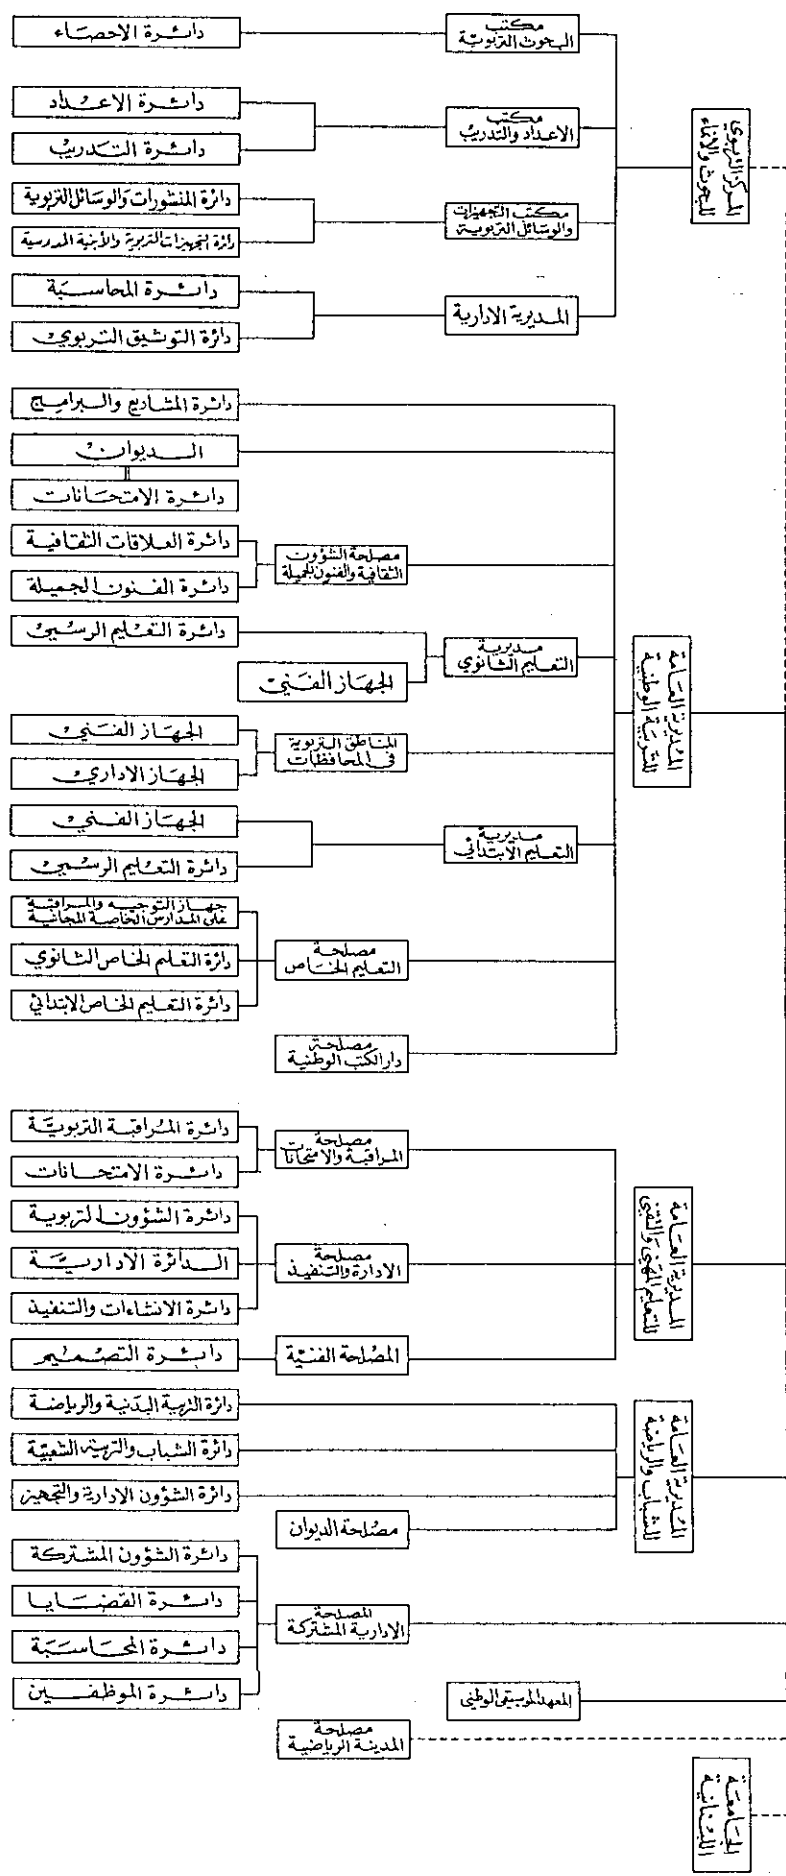 المركز التربوي
للبحوث والانماء
مكتب
البحوث التربوية
دائرة الاحصاء
مكتب
الاعداد والتدريب
دائرة الاعداد
دائرة التدريب
مكتب التجهيزات
والوسائل التربوية
دائرة المنشورات والوسائل التربوية
دائرة التجهيزات التربوية والأبنية المدرسية
المديرية الادارية
دائرة المحاسبة
دائرة التوثيق التربوي
المديرية العامة
للتربية الوطنية
دائرة المشاريع والبرامج
الديوان
دائرة الامتحانات
مصلحة الشؤون
الثقافية والفنون الجميلة
دائرة العلاقات الثقافية
دائرة الفنون الجميلة
مديرية
التعليم الثانوي
دائرة التعليم الرسمي
الجهاز الفني
المناطق التربوية
في المحافظات
الجهاز الفني
الجهاز الاداري
مديرية
التعليم الابتدائي
الجهاز الفني
دائرة التعليم الرسمي
مصلحة
التعليم الخاص
جهاز التوجيه والمراقبة
على المدارس الخاصة المجانية
دائرة التعليم الخاص الثانوي
دائرة التعليم الخاص الابتدائي
مصلحة
دار الكتب الوطنية
المديرية العامة
للتعليم المهني والتقني
مصلحة
المراقبة والامتحانات
دائرة المراقبة التربوية
دائرة الامتحانات
مصلحة
الادارة والتنفيذ
دائرة الشؤون التربوية
الدائرة الادارية
دائرة الانشاءات والتنفيذ
المصلحة الفنية
دائرة التصميم
المديرية العامة
للشباب والرياضة
دائرة التربية البدنية والرياضة
دائرة الشباب والتربية الشعبية
دائرة الشؤون الادارية والتجهيز
مصلحة الديوان
المصلحة
الادارية المشتركة
دائرة الشؤون المشتركة
دائرة القضايا
دائرة المحاسبة
دائرة الموظفين
المعهد الموسيقي الوطني
مصلحة
المدينة الرياضية
الجامعة
اللبنانية